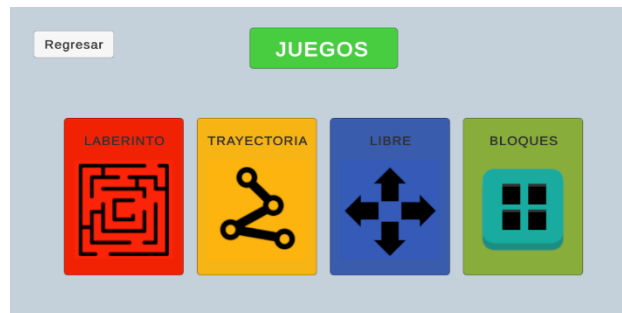 Regresar
JUEGOS
LABERINTO
TRAYECTORIA
LIBRE
BLOQUES